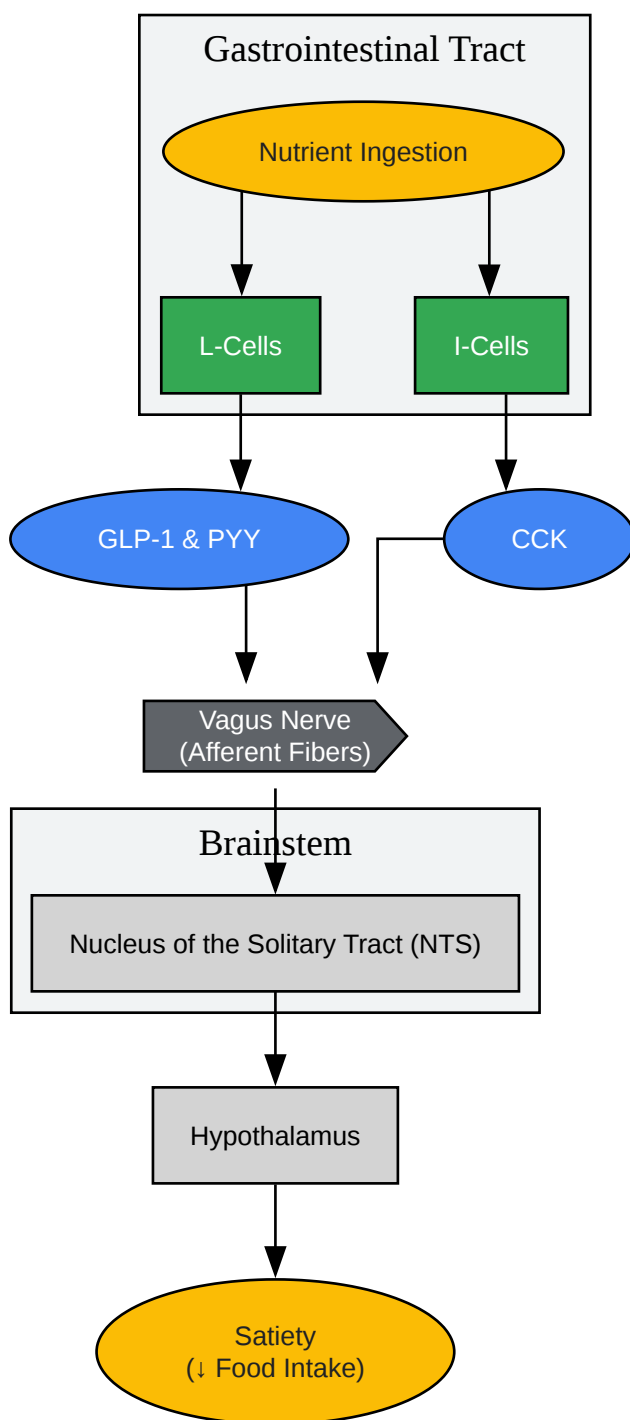 Gastrointestinal Tract
Nutrient Ingestion
L-Cells
I-Cells
GLP-1 & PYY
CCK
Vagus Nerve
(Afferent Fibers)
Brainstem
Nucleus of the Solitary Tract (NTS)
Hypothalamus
Satiety
(↓ Food Intake)